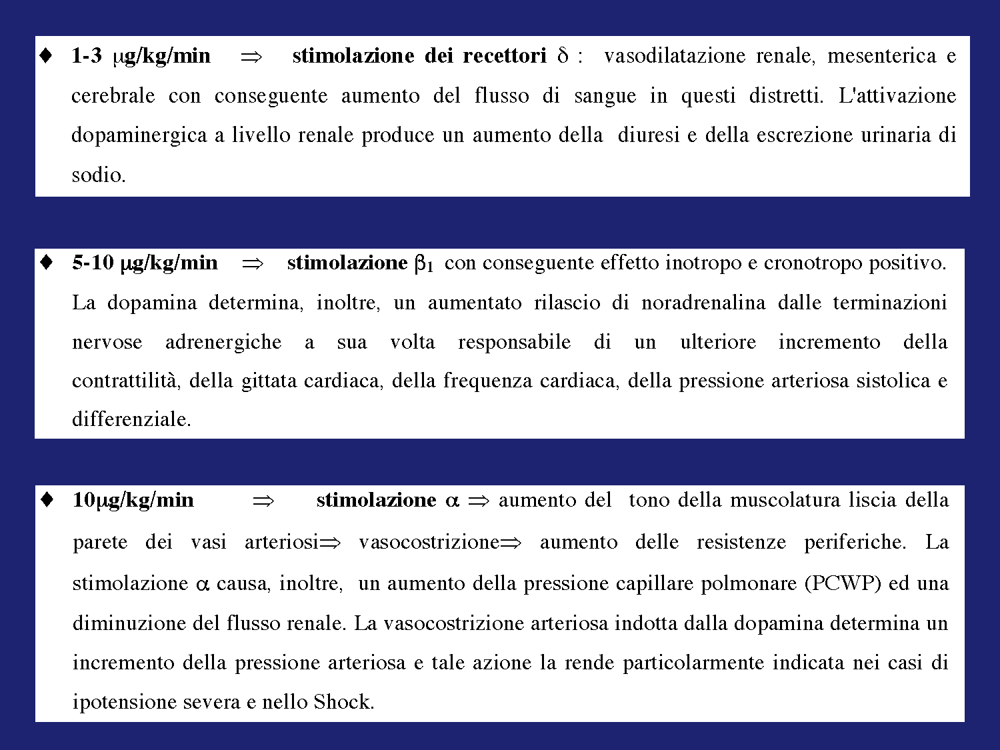 ♦ 1-3 μg/kg/min ⇒ stimolazione dei recettori δ : vasodilatazione renale, mesenterica e
cerebrale con conseguente aumento del flusso di sangue in questi distretti. L'attivazione
dopaminergica a livello renale produce un aumento della diuresi e della escrezione urinaria di
sodio.
♦ 5-10 μg/kg/min ⇒ stimolazione β1 con conseguente effetto inotropo e cronotropo positivo.
La dopamina determina, inoltre, un aumentato rilascio di noradrenalina dalle terminazioni
nervose adrenergiche a sua volta responsabile di un ulteriore incremento della
contrattilità, della gittata cardiaca, della frequenza cardiaca, della pressione arteriosa sistolica e
differenziale.
♦ 10μg/kg/min ⇒ stimolazione α ⇒ aumento del tono della muscolatura liscia della
parete dei vasi arteriosi⇒ vasocostrizione⇒ aumento delle resistenze periferiche. La
stimolazione α causa, inoltre, un aumento della pressione capillare polmonare (PCWP) ed una
diminuzione del flusso renale. La vasocostrizione arteriosa indotta dalla dopamina determina un
incremento della pressione arteriosa e tale azione la rende particolarmente indicata nei casi di
ipotensione severa e nello Shock.